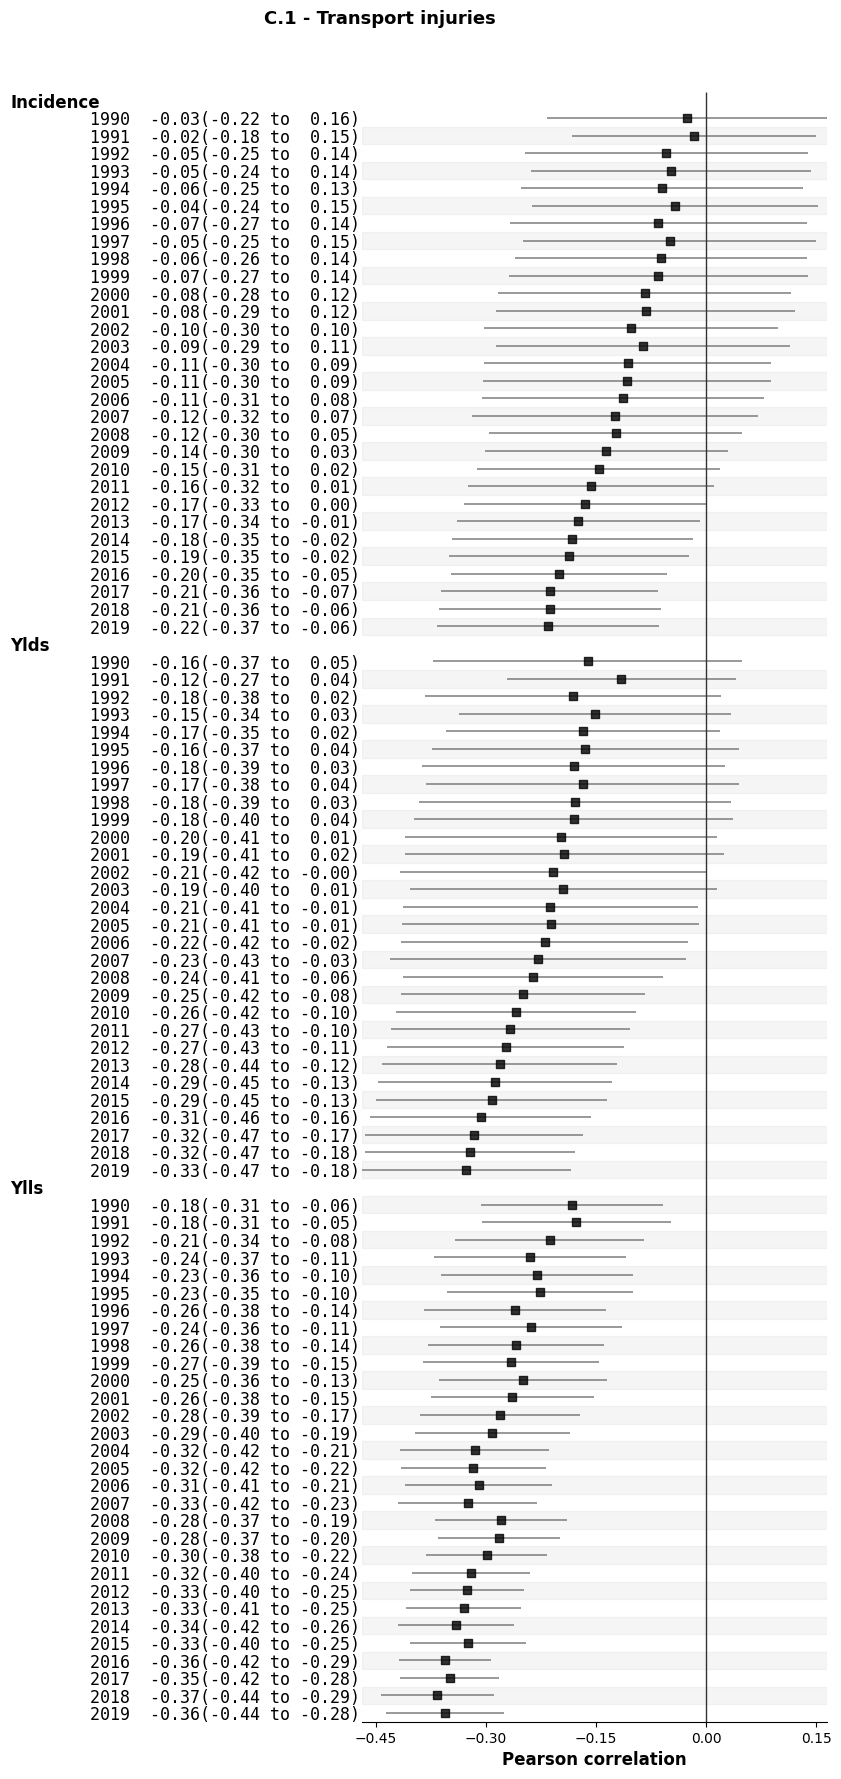 C.1 - Transport injuries
Incidence
1990 -0.03(-0.22 to 0.16)
1991 -0.02(-0.18 to 0.15)
1992 -0.05(-0.25 to 0.14)
1993 -0.05(-0.24 to 0.14)
1994 -0.06(-0.25 to 0.13)
1995 -0.04(-0.24 to 0.15)
1996 -0.07(-0.27 to 0.14)
1997 -0.05(-0.25 to 0.15)
1998 -0.06(-0.26 to 0.14)
1999 -0.07(-0.27 to 0.14)
2000 -0.08(-0.28 to 0.12)
2001 -0.08(-0.29 to 0.12)
2002 -0.10(-0.30 to 0.10)
2003 -0.09(-0.29 to 0.11)
2004 -0.11(-0.30 to 0.09)
2005 -0.11(-0.30 to 0.09)
2006 -0.11(-0.31 to 0.08)
2007 -0.12(-0.32 to 0.07)
2008 -0.12(-0.30 to 0.05)
2009 -0.14(-0.30 to 0.03)
2010 -0.15(-0.31 to 0.02)
2011 -0.16(-0.32 to 0.01)
2012 -0.17(-0.33 to 0.00)
2013 -0.17(-0.34 to -0.01)
2014 -0.18(-0.35 to -0.02)
2015 -0.19(-0.35 to -0.02)
2016 -0.20(-0.35 to -0.05)
2017 -0.21(-0.36 to -0.07)
2018 -0.21(-0.36 to -0.06)
2019 -0.22(-0.37 to -0.06)
Ylds
1990 -0.16(-0.37 to 0.05)
1991 -0.12(-0.27 to 0.04)
1992 -0.18(-0.38 to 0.02)
1993 -0.15(-0.34 to 0.03)
1994 -0.17(-0.35 to 0.02)
1995 -0.16(-0.37 to 0.04)
1996 -0.18(-0.39 to 0.03)
1997 -0.17(-0.38 to 0.04)
1998 -0.18(-0.39 to 0.03)
1999 -0.18(-0.40 to 0.04)
2000 -0.20(-0.41 to 0.01)
2001 -0.19(-0.41 to 0.02)
2002 -0.21(-0.42 to -0.00)
2003 -0.19(-0.40 to 0.01)
2004 -0.21(-0.41 to -0.01)
2005 -0.21(-0.41 to -0.01)
2006 -0.22(-0.42 to -0.02)
2007 -0.23(-0.43 to -0.03)
2008 -0.24(-0.41 to -0.06)
2009 -0.25(-0.42 to -0.08)
2010 -0.26(-0.42 to -0.10)
2011 -0.27(-0.43 to -0.10)
2012 -0.27(-0.43 to -0.11)
2013 -0.28(-0.44 to -0.12)
2014 -0.29(-0.45 to -0.13)
2015 -0.29(-0.45 to -0.13)
2016 -0.31(-0.46 to -0.16)
2017 -0.32(-0.47 to -0.17)
2018 -0.32(-0.47 to -0.18)
2019 -0.33(-0.47 to -0.18)
Ylls
1990 -0.18(-0.31 to -0.06)
1991 -0.18(-0.31 to -0.05)
1992 -0.21(-0.34 to -0.08)
1993 -0.24(-0.37 to -0.11)
1994 -0.23(-0.36 to -0.10)
1995 -0.23(-0.35 to -0.10)
1996 -0.26(-0.38 to -0.14)
1997 -0.24(-0.36 to -0.11)
1998 -0.26(-0.38 to -0.14)
1999 -0.27(-0.39 to -0.15)
2000 -0.25(-0.36 to -0.13)
2001 -0.26(-0.38 to -0.15)
2002 -0.28(-0.39 to -0.17)
2003 -0.29(-0.40 to -0.19)
2004 -0.32(-0.42 to -0.21)
2005 -0.32(-0.42 to -0.22)
2006 -0.31(-0.41 to -0.21)
2007 -0.33(-0.42 to -0.23)
2008 -0.28(-0.37 to -0.19)
2009 -0.28(-0.37 to -0.20)
2010 -0.30(-0.38 to -0.22)
2011 -0.32(-0.40 to -0.24)
2012 -0.33(-0.40 to -0.25)
2013 -0.33(-0.41 to -0.25)
2014 -0.34(-0.42 to -0.26)
2015 -0.33(-0.40 to -0.25)
2016 -0.36(-0.42 to -0.29)
2017 -0.35(-0.42 to -0.28)
2018 -0.37(-0.44 to -0.29)
2019 -0.36(-0.44 to -0.28)
−0.45 −0.30 −0.15 0.00 0.15
Pearson correlation